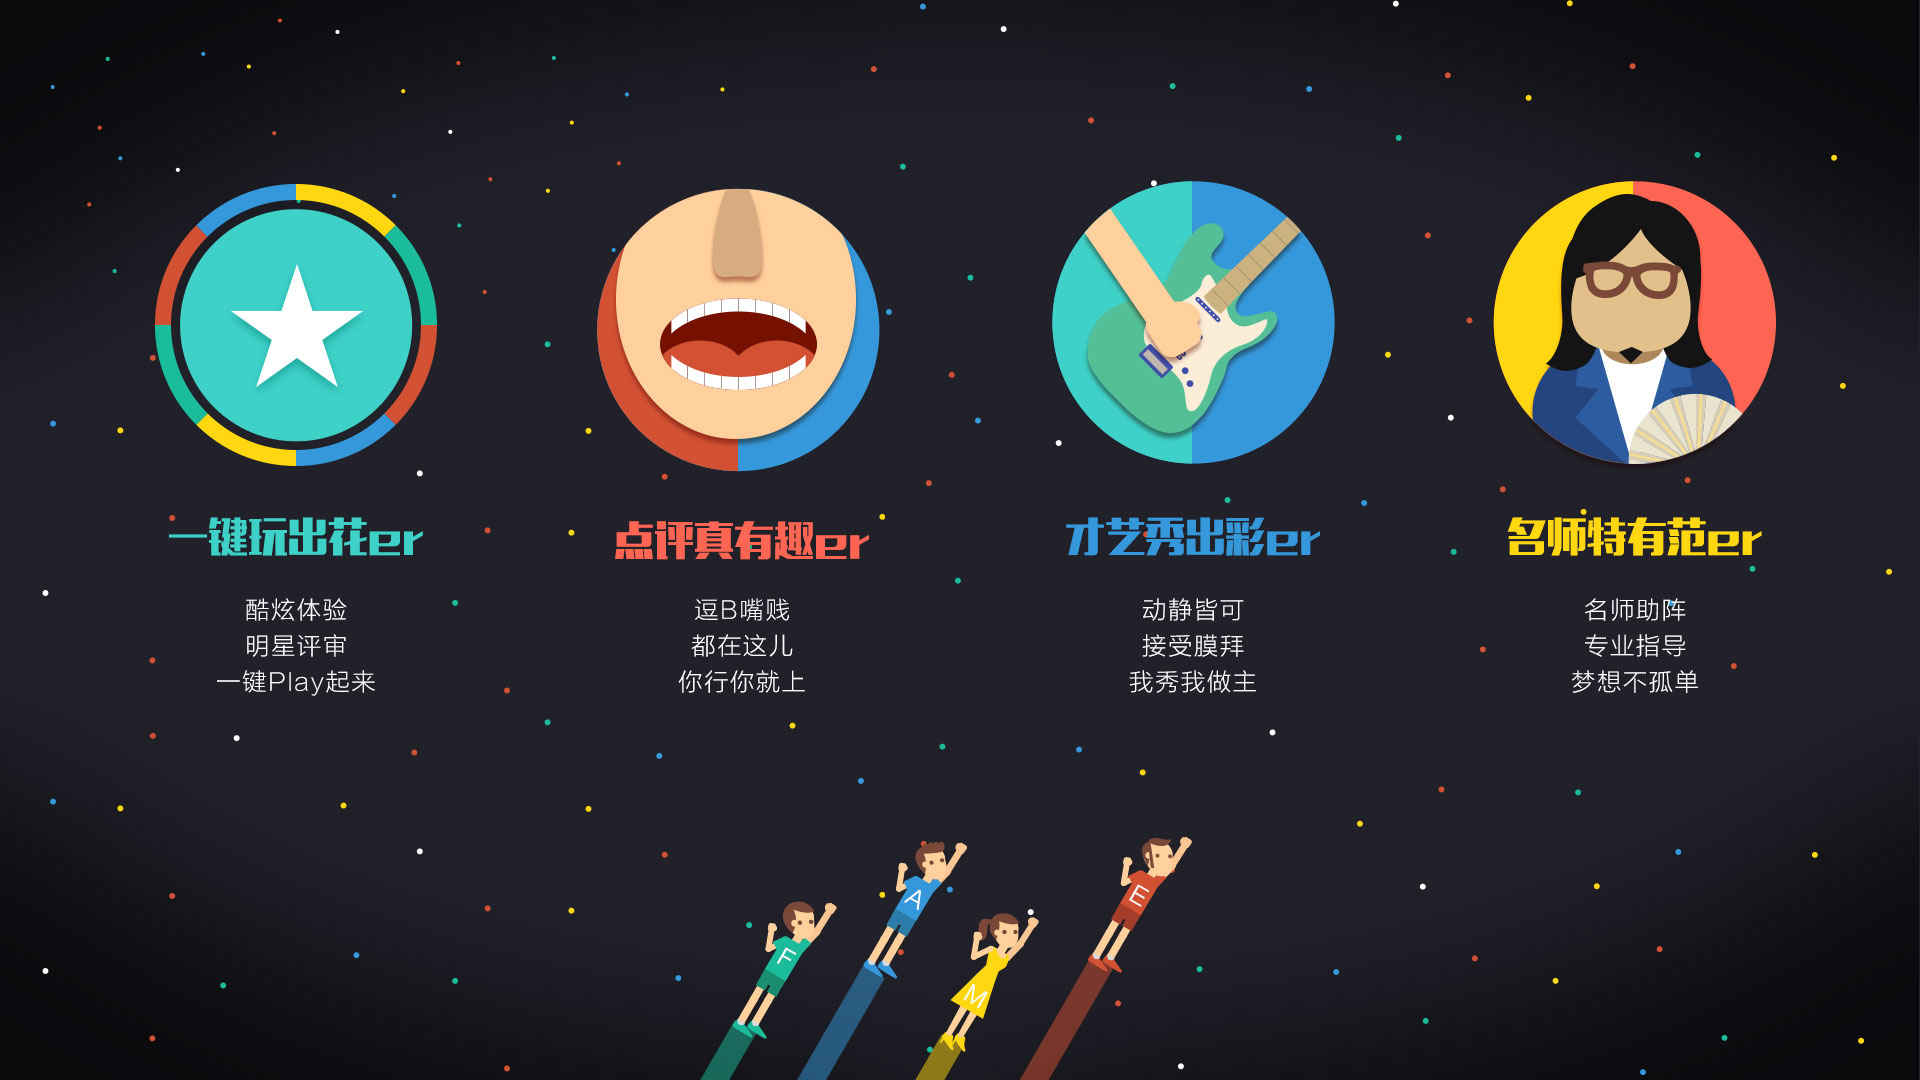 一键玩出花er
酷炫体验
明星评审
一键Play起来
点评真有趣er
逗B嘴贱
都在这儿
你行你就上
才艺秀出彩er
动静皆可
接受膜拜
我秀我做主
名师特有范er
名师助阵
专业指导
梦想不孤单
F
A
M
E